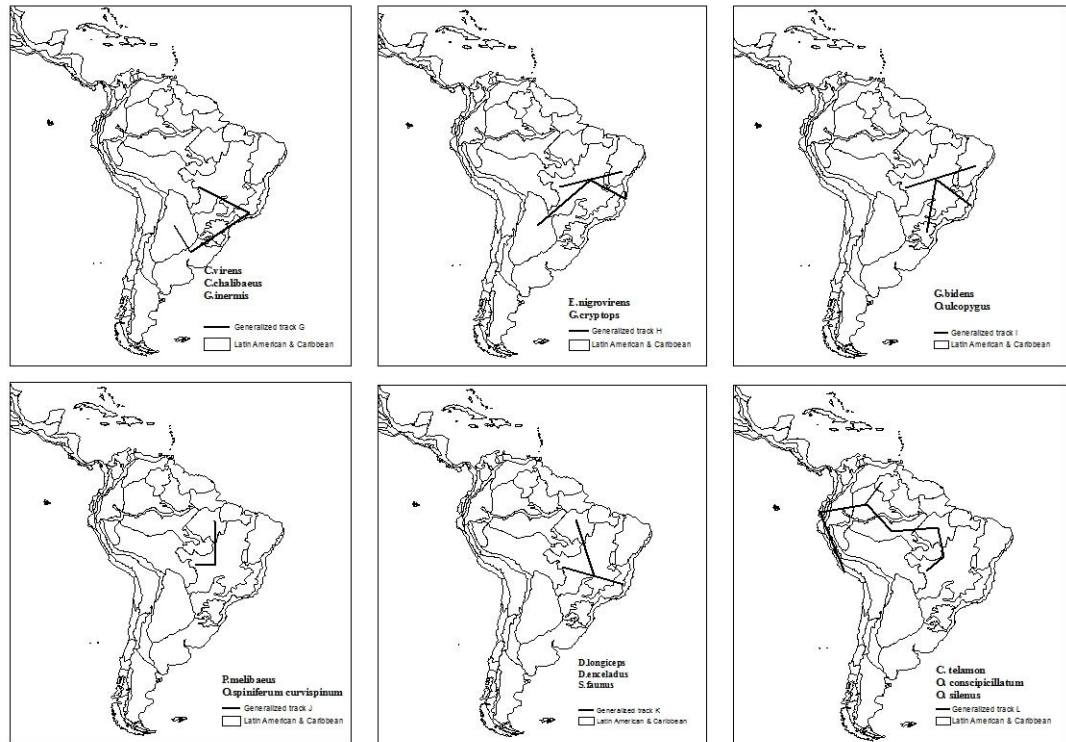 C.virens
C.chalibaeus
G.inermis
Generalized track G
Latin American & Caribbean
E.nigrovirens
G.cryptops
Generalized track H
Latin American & Caribbean
G.bidens
O.ulcopygus
Generalized track I
Latin American & Caribbean
P.melibaeus
O.spiniferum curvispinum
Generalized track J
Latin American & Caribbean
D.longiceps
D.enceladus
S.faunus
Generalized track K
Latin American & Caribbean
C. telamon
O. conscipicillatum
O. silenus
Generalized track L
Latin American & Caribbean